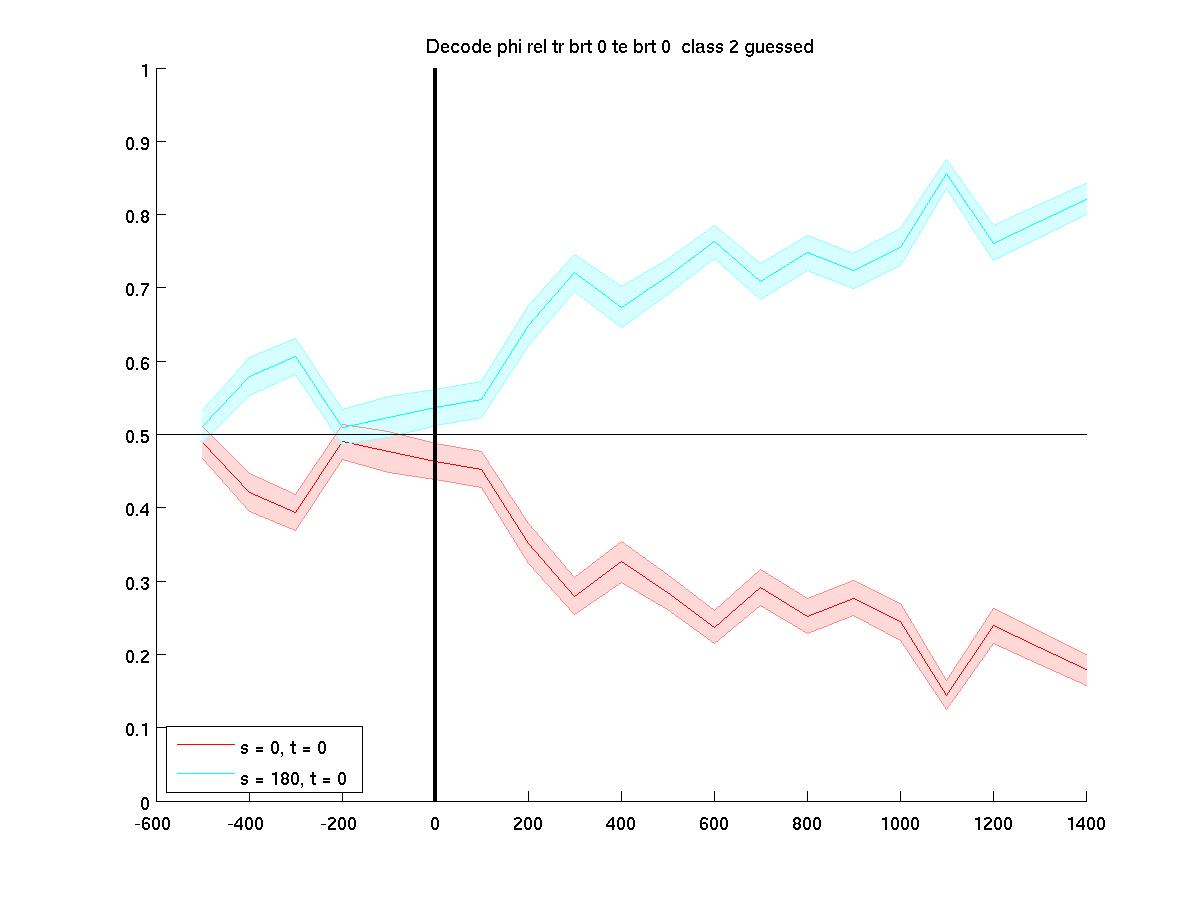 Decode phi rel tr brt 0 te brt 0  class 2 guessed
1
0.9
0.8
0.7
0.6
0.5
0.4
0.3
0.2
0.1
0
s = 0, t = 0
s = 180, t = 0
-600 -400 -200 0 200 400 600 800 1000 1200 1400